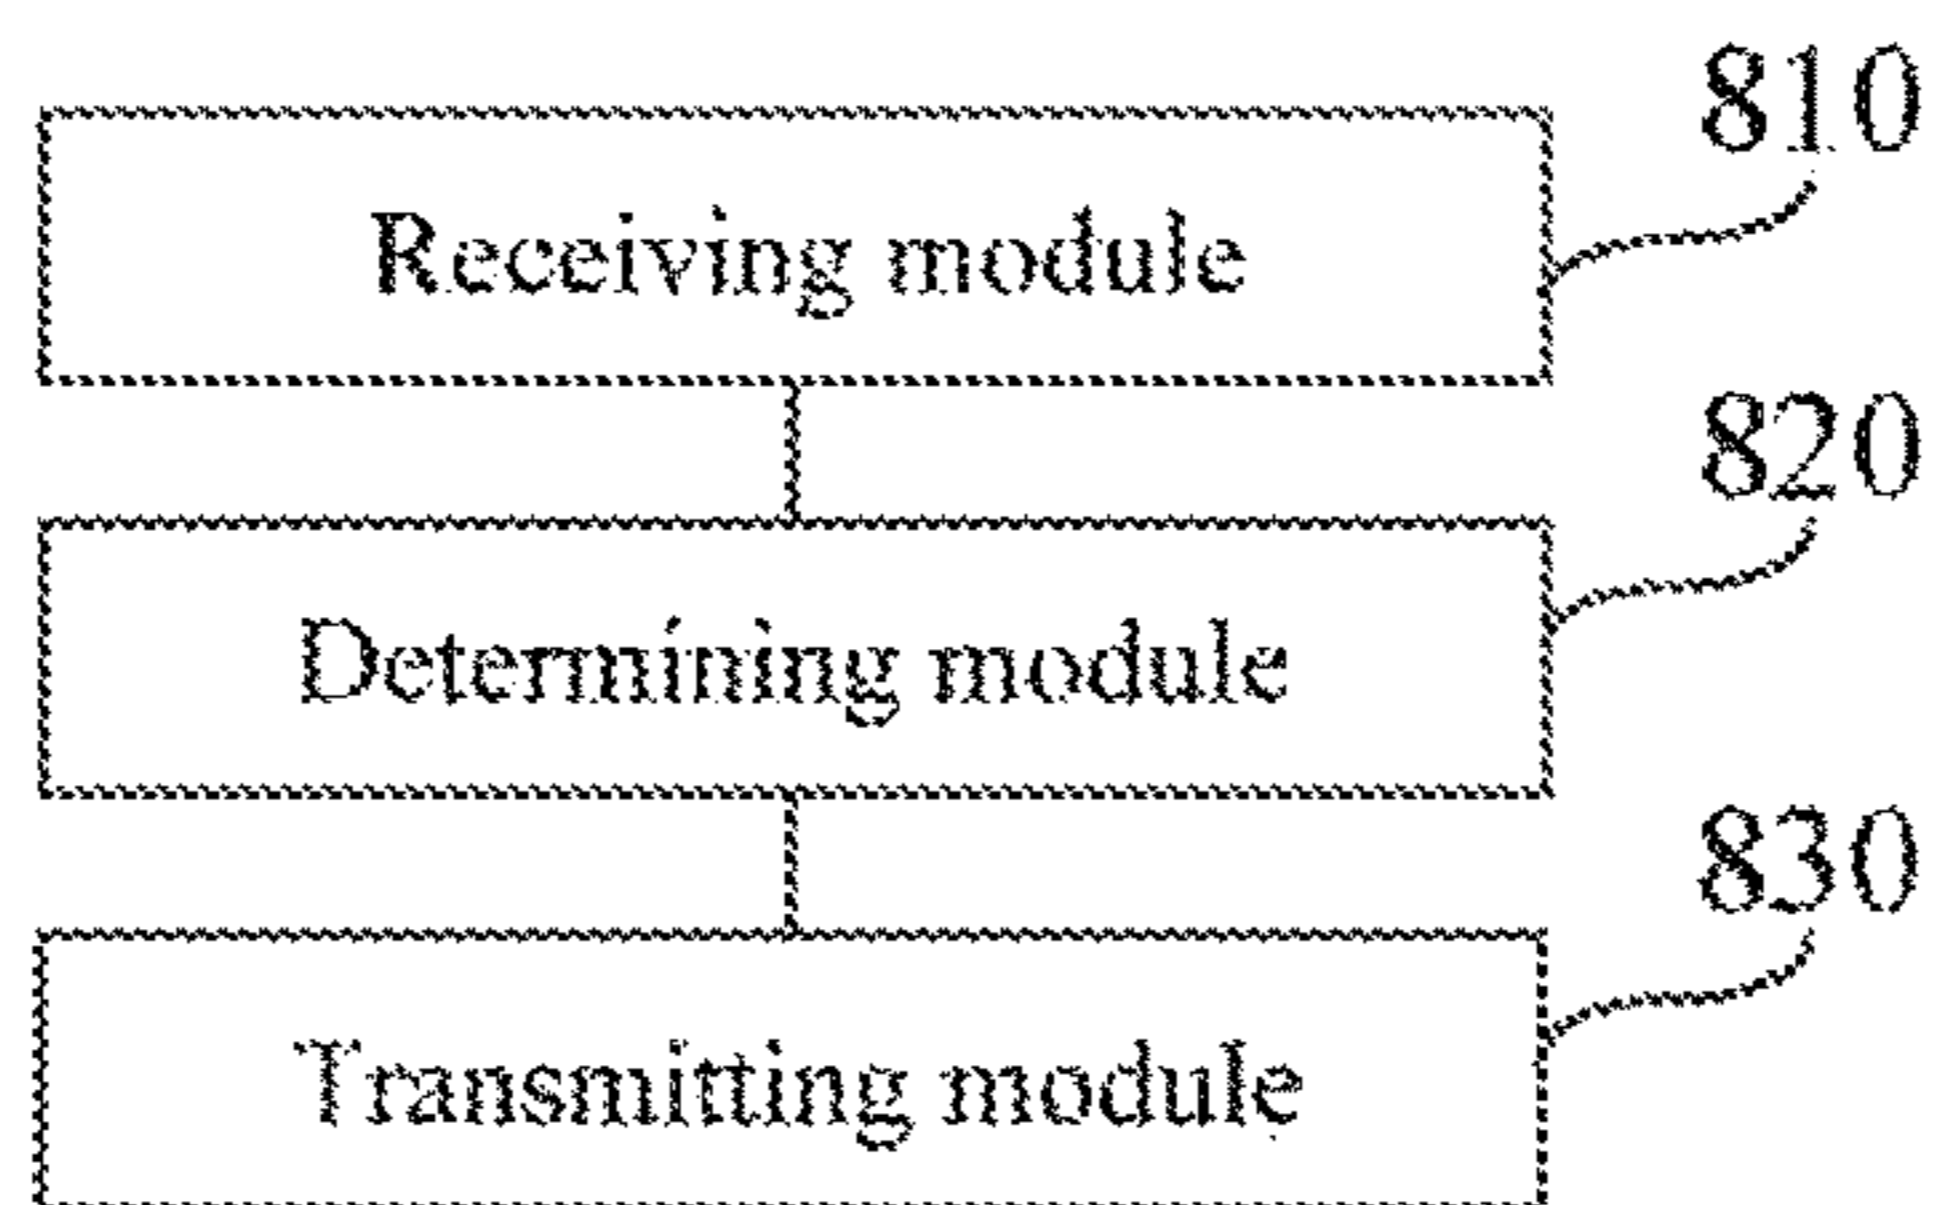 810
Receiving module
820
Determining module
830
Transmitting module